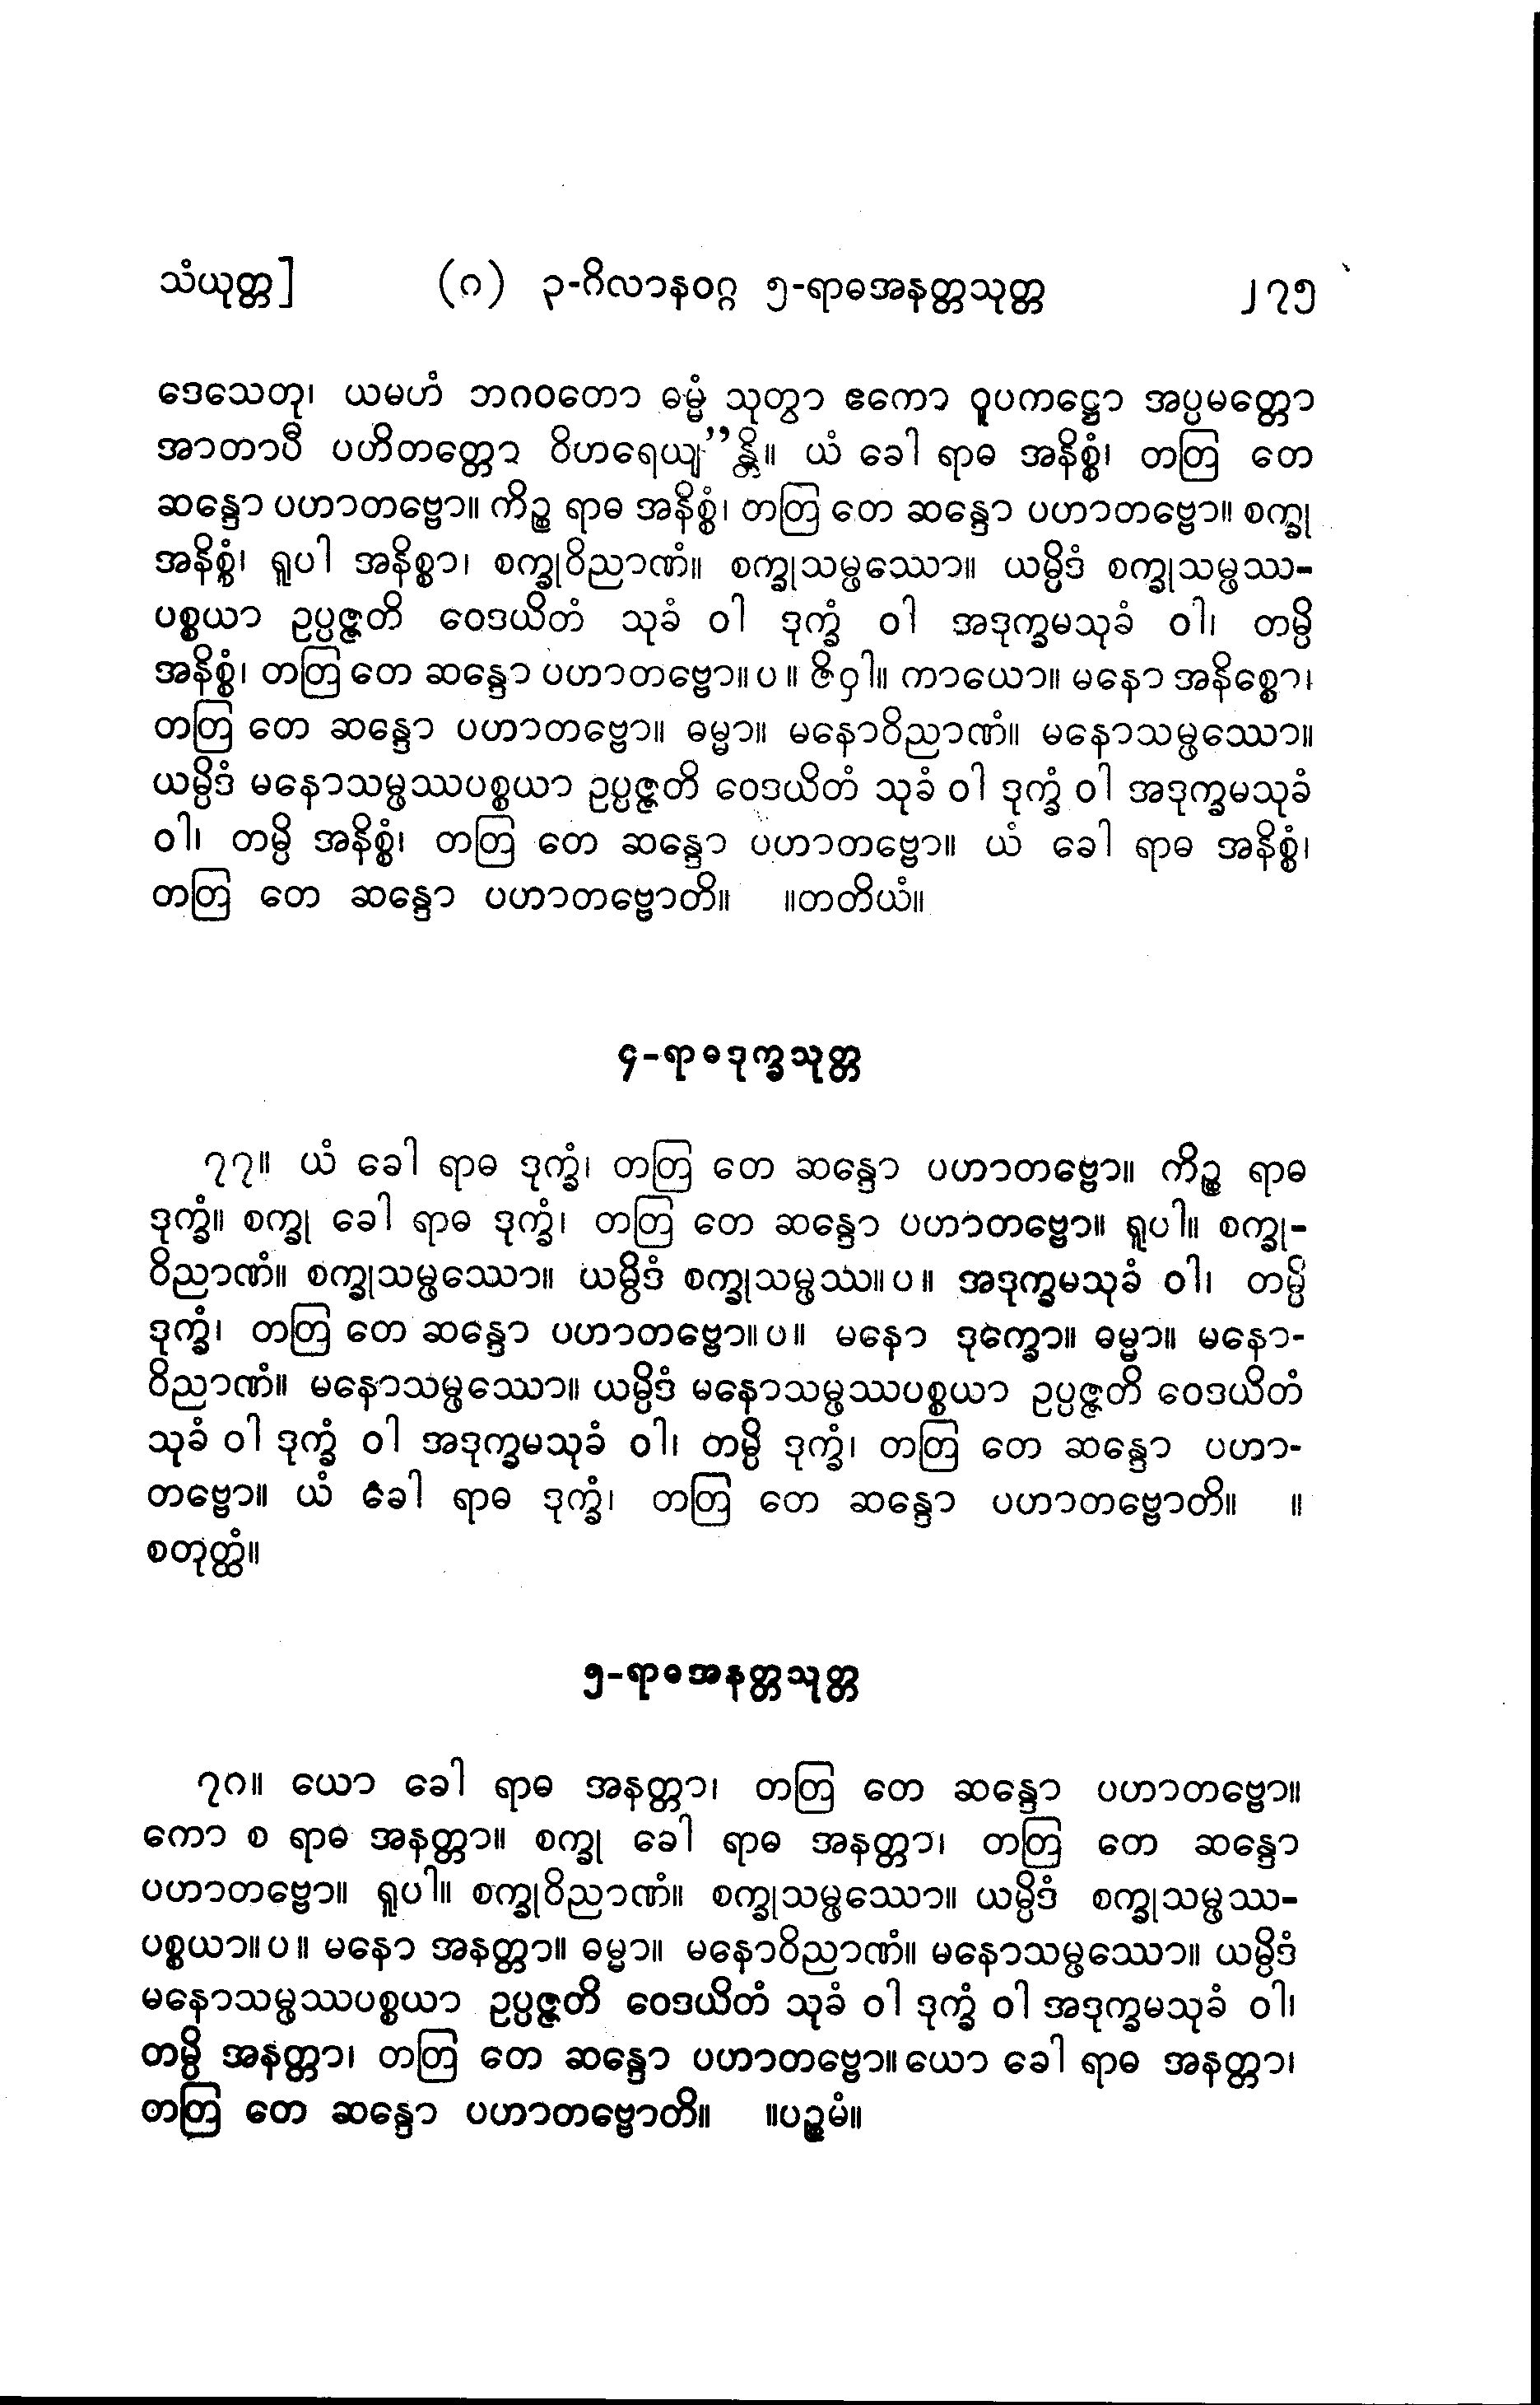 သံယုတ္တ] (၈) ၃-ဂိလာနဝဂ္ဂ ၅-ရာဓအနတ္တသုတ္တ ၂၇၅
ဒေသေတု၊ ယမဟံ ဘဂဝတော ဓမ္မံ သုတွာ ဧကော ဝူပကဋ္ဌော အပ္ပမတ္တော
အာတာပီ ပဟိတတ္တော ဝိဟရေယျ”န္တိ။ ယံ ခေါ ရာဓ အနိစ္စံ၊ တတြ တေ
ဆန္ဒော ပဟာတဗ္ဗော။ ကိဉ္စ ရာဓ အနိစ္စံ၊ တတြ တေ ဆန္ဒော ပဟာတဗ္ဗော။ စက္ခု
အနိစ္စံ၊ ရူပါ အနိစ္စာ၊ စက္ခုဝိညာဏံ။ စက္ခုသမ္ဖဿော။ ယမ္ပိဒံ စက္ခုသမ္ဖဿ-
ပစ္စယာ ဥပ္ပဇ္ဇတိ ဝေဒယိတံ သုခံ ဝါ ဒုက္ခံ ဝါ အဒုက္ခမသုခံ ဝါ၊ တမ္ပိ
အနိစ္စံ၊ တတြ တေ ဆန္ဒော ပဟာတဗ္ဗော။ပ။ ဇိဝှါ။ ကာယော။ မနော အနိစ္စော၊
တတြ တေ ဆန္ဒော ပဟာတဗ္ဗော။ ဓမ္မာ။ မနောဝိညာဏံ။ မနောသမ္ဖဿော။
ယမ္ပိဒံ မနောသမ္ဖဿပစ္စယာ ဥပ္ပဇ္ဇတိ ဝေဒယိတံ သုခံ ဝါ ဒုက္ခံ ဝါ အဒုက္ခမသုခံ
ဝါ၊ တမ္ပိ အနိစ္စံ၊ တတြ တေ ဆန္ဒော ပဟာတဗ္ဗော။ ယံ ခေါ ရာဓ အနိစ္စံ၊
တတြ တေ ဆန္ဒော ပဟာတဗ္ဗောတိ။ ။တတိယံ။
၄-ရာဓဒုက္ခသုတ္တ
၇၇။ ယံ ခေါ ရာဓ ဒုက္ခံ၊ တတြ တေ ဆန္ဒော ပဟာတဗ္ဗော။ ကိဉ္စ ရာဓ
ဒုက္ခံ။ စက္ခု ခေါ ရာဓ ဒုက္ခံ၊ တတြ တေ ဆန္ဒော ပဟာတဗ္ဗော။ ရူပါ။ စက္ခု-
ဝိညာဏံ။ စက္ခုသမ္ဖဿော။ ယမ္ပိဒံ စက္ခုသမ္ဖဿ။ပ။ အဒုက္ခမသုခံ ဝါ၊ တမ္ပိ
ဒုက္ခံ၊ တတြ တေ ဆန္ဒော ပဟာတဗ္ဗော။ပ။ မနော ဒုက္ခော။ ဓမ္မာ။ မနော-
ဝိညာဏံ။ မနောသမ္ဖဿော။ ယမ္ပိဒံ မနောသမ္ဖဿပစ္စယာ ဥပ္ပဇ္ဇတိ ဝေဒယိတံ
သုခံ ဝါ ဒုက္ခံ ဝါ အဒုက္ခမသုခံ ဝါ၊ တမ္ပိ ဒုက္ခံ၊ တတြ တေ ဆန္ဒော ပဟာ-
တဗ္ဗော။ ယံ ခေါ ရာဓ ဒုက္ခံ၊ တတြ တေ ဆန္ဒော ပဟာတဗ္ဗောတိ။ ။
စတုတ္ထံ။
၅-ရာဓအနတ္တသုတ္တ
၇၈။ ယော ခေါ ရာဓ အနတ္တာ၊ တတြ တေ ဆန္ဒော ပဟာတဗ္ဗော။
ကော စ ရာဓ အနတ္တာ။ စက္ခု ခေါ ရာဓ အနတ္တာ၊ တတြ တေ ဆန္ဒော
ပဟာတဗ္ဗော။ ရူပါ။ စက္ခုဝိညာဏံ။ စက္ခုသမ္ဖဿော။ ယမ္ပိဒံ စက္ခုသမ္ဖဿ-
ပစ္စယာ။ပ။ မနော အနတ္တာ။ ဓမ္မာ။ မနောဝိညာဏံ။ မနောသမ္ဖဿော။ ယမ္ပိဒံ
မနောသမ္ဖဿပစ္စယာ ဥပ္ပဇ္ဇတိ ဝေဒယိတံ သုခံ ဝါ ဒုက္ခံ ဝါ အဒုက္ခမသုခံ ဝါ၊
တမ္ပိ အနတ္တာ၊ တတြ တေ ဆန္ဒော ပဟာတဗ္ဗော။ ယော ခေါ ရာဓ အနတ္တာ၊
တတြ တေ ဆန္ဒော ပဟာတဗ္ဗောတိ။ ။ပဉ္စမံ။